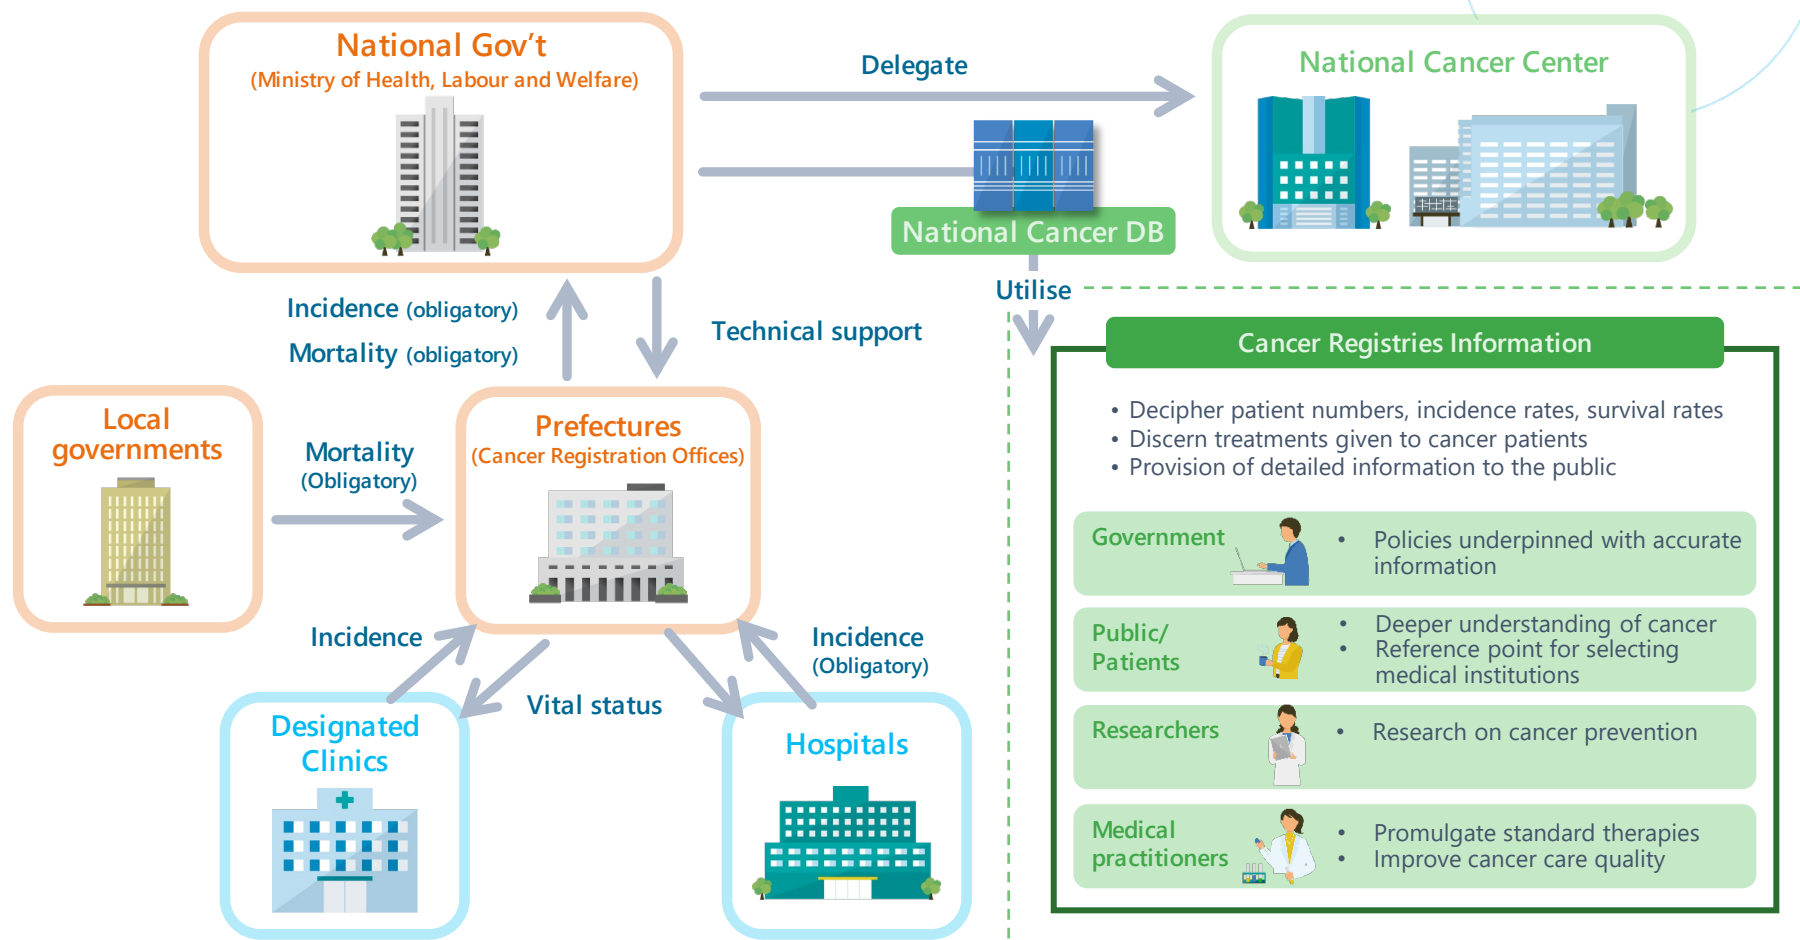 National Gov't
(Ministry of Health, Labour and Welfare)
Delegate
National Cancer Center
National Cancer DB
Utilise
Incidence (obligatory)
Mortality (obligatory)
Technical support
Local
governments
Mortality
(Obligatory)
Prefectures
(Cancer Registration Offices)
Incidence
Vital status
Incidence
(Obligatory)
Designated
Clinics
Hospitals
Cancer Registries Information
• Decipher patient numbers, incidence rates, survival rates
• Discern treatments given to cancer patients
• Provision of detailed information to the public
Government
• Policies underpinned with accurate
information
Public/
Patients
• Deeper understanding of cancer
• Reference point for selecting
medical institutions
Researchers
• Research on cancer prevention
Medical
practitioners
• Promulgate standard therapies
• Improve cancer care quality